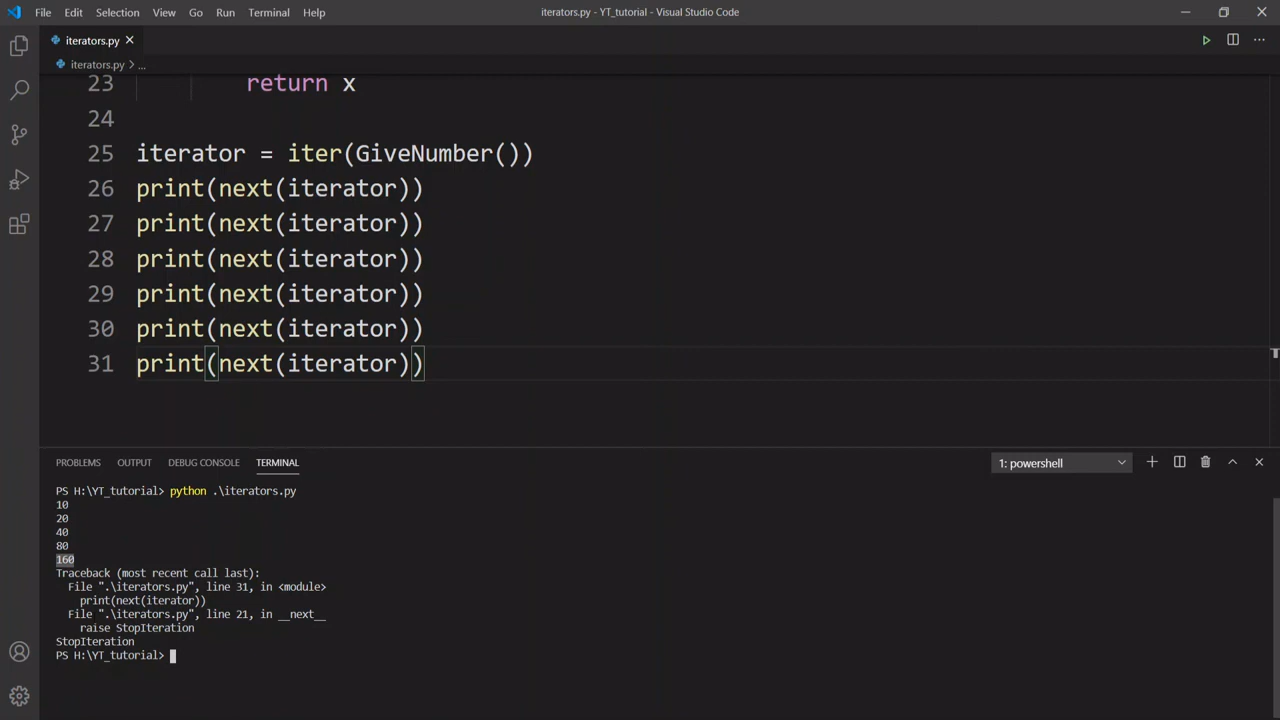 File Edit Selection View Go Run Terminal Help iterators.py - YT_tutorial - Visual Studio Code
iterators.py
iterators.py > ...
23 return x
24
25 iterator = iter(GiveNumber())
26 print(next(iterator))
27 print(next(iterator))
28 print(next(iterator))
29 print(next(iterator))
30 print(next(iterator))
31 print(next(iterator))
PROBLEMS OUTPUT DEBUG CONSOLE TERMINAL 1: powershell
PS H:\YT_tutorial> python .\iterators.py
10
20
40
80
160
Traceback (most recent call last):
File ".\iterators.py", line 31, in <module>
print(next(iterator))
File ".\iterators.py", line 21, in __next__
raise StopIteration
StopIteration
PS H:\YT_tutorial>